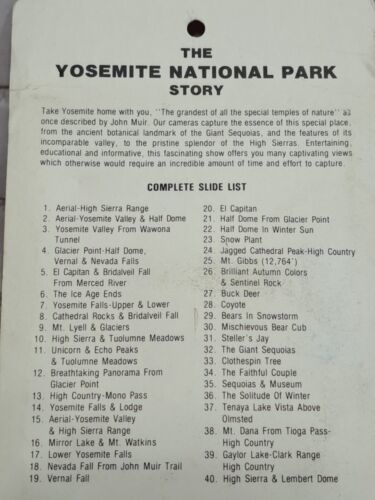 THE
YOSEMITE NATIONAL PARK
STORY
Take Yosemite home with you, "The grandest of all the special temples of nature" as
once described by John Muir. Our cameras capture the essence of this special place,
from the ancient botanical landmark of the Giant Sequoias, and the features of its
incomparable valley, to the pristine splendor of the High Sierras. Entertaining,
educational and informative, this fascinating show offers you many captivating views
which otherwise would require an incredible amount of time and effort to capture.
COMPLETE SLIDE LIST
1. Aerial-High Sierra Range
2. Aerial-Yosemite Valley & Half Dome
3. Yosemite Valley From Wawona
Tunnel
4. Glacier Point-Half Dome,
Vernal & Nevada Falls
5. El Capitan & Bridalveil Fall
From Merced River
6. The Ice Age Ends
7. Yosemite Falls-Upper & Lower
8. Cathedral Rocks & Bridalveil Fall
9. Mt. Lyell & Glaciers
10. High Sierra & Tuolumne Meadows
11. Unicorn & Echo Peaks
& Tuolumne Meadows
12. Breathtaking Panorama From
Glacier Point
13. High Country-Mono Pass
14. Yosemite Falls & Lodge
15. Aerial-Yosemite Valley
& High Sierra Range
16. Mirror Lake & Mt. Watkins
17. Lower Yosemite Falls
18. Nevada Fall From John Muir Trail
19. Vernal Fall
20. El Capitan
21. Half Dome From Glacier Point
22. Half Dome In Winter Sun
23. Snow Plant
24. Jagged Cathedral Peak-High Country
25. Mt. Gibbs (12,764')
26. Brilliant Autumn Colors
& Sentinel Rock
27. Buck Deer
28. Coyote
29. Bears In Snowstorm
30. Mischievous Bear Cub
31. Steller's Jay
32. The Giant Sequoias
33. Clothespin Tree
34. The Faithful Couple
35. Sequoias & Museum
36. The Solitude Of Winter
37. Tenaya Lake Vista Above
Olmsted
38. Mt. Dana From Tioga Pass-
High Country
39. Gaylor Lake-Clark Range
High Country
40. High Sierra & Lembert Dome